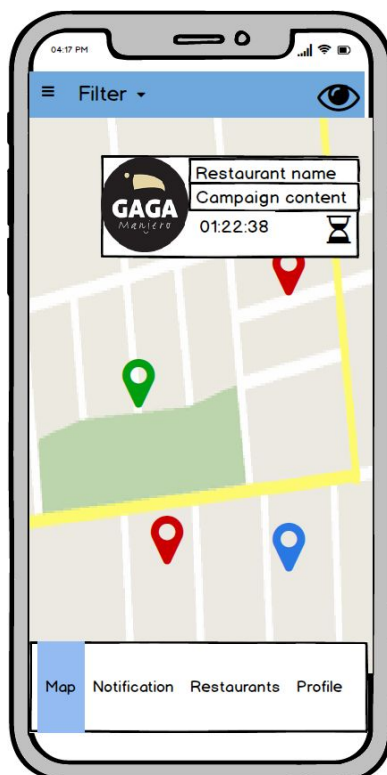 04:17 PM
Filter
Restaurant name
GAGA
Manjero
Campaign content
01:22:38
Map Notification Restaurants Profile